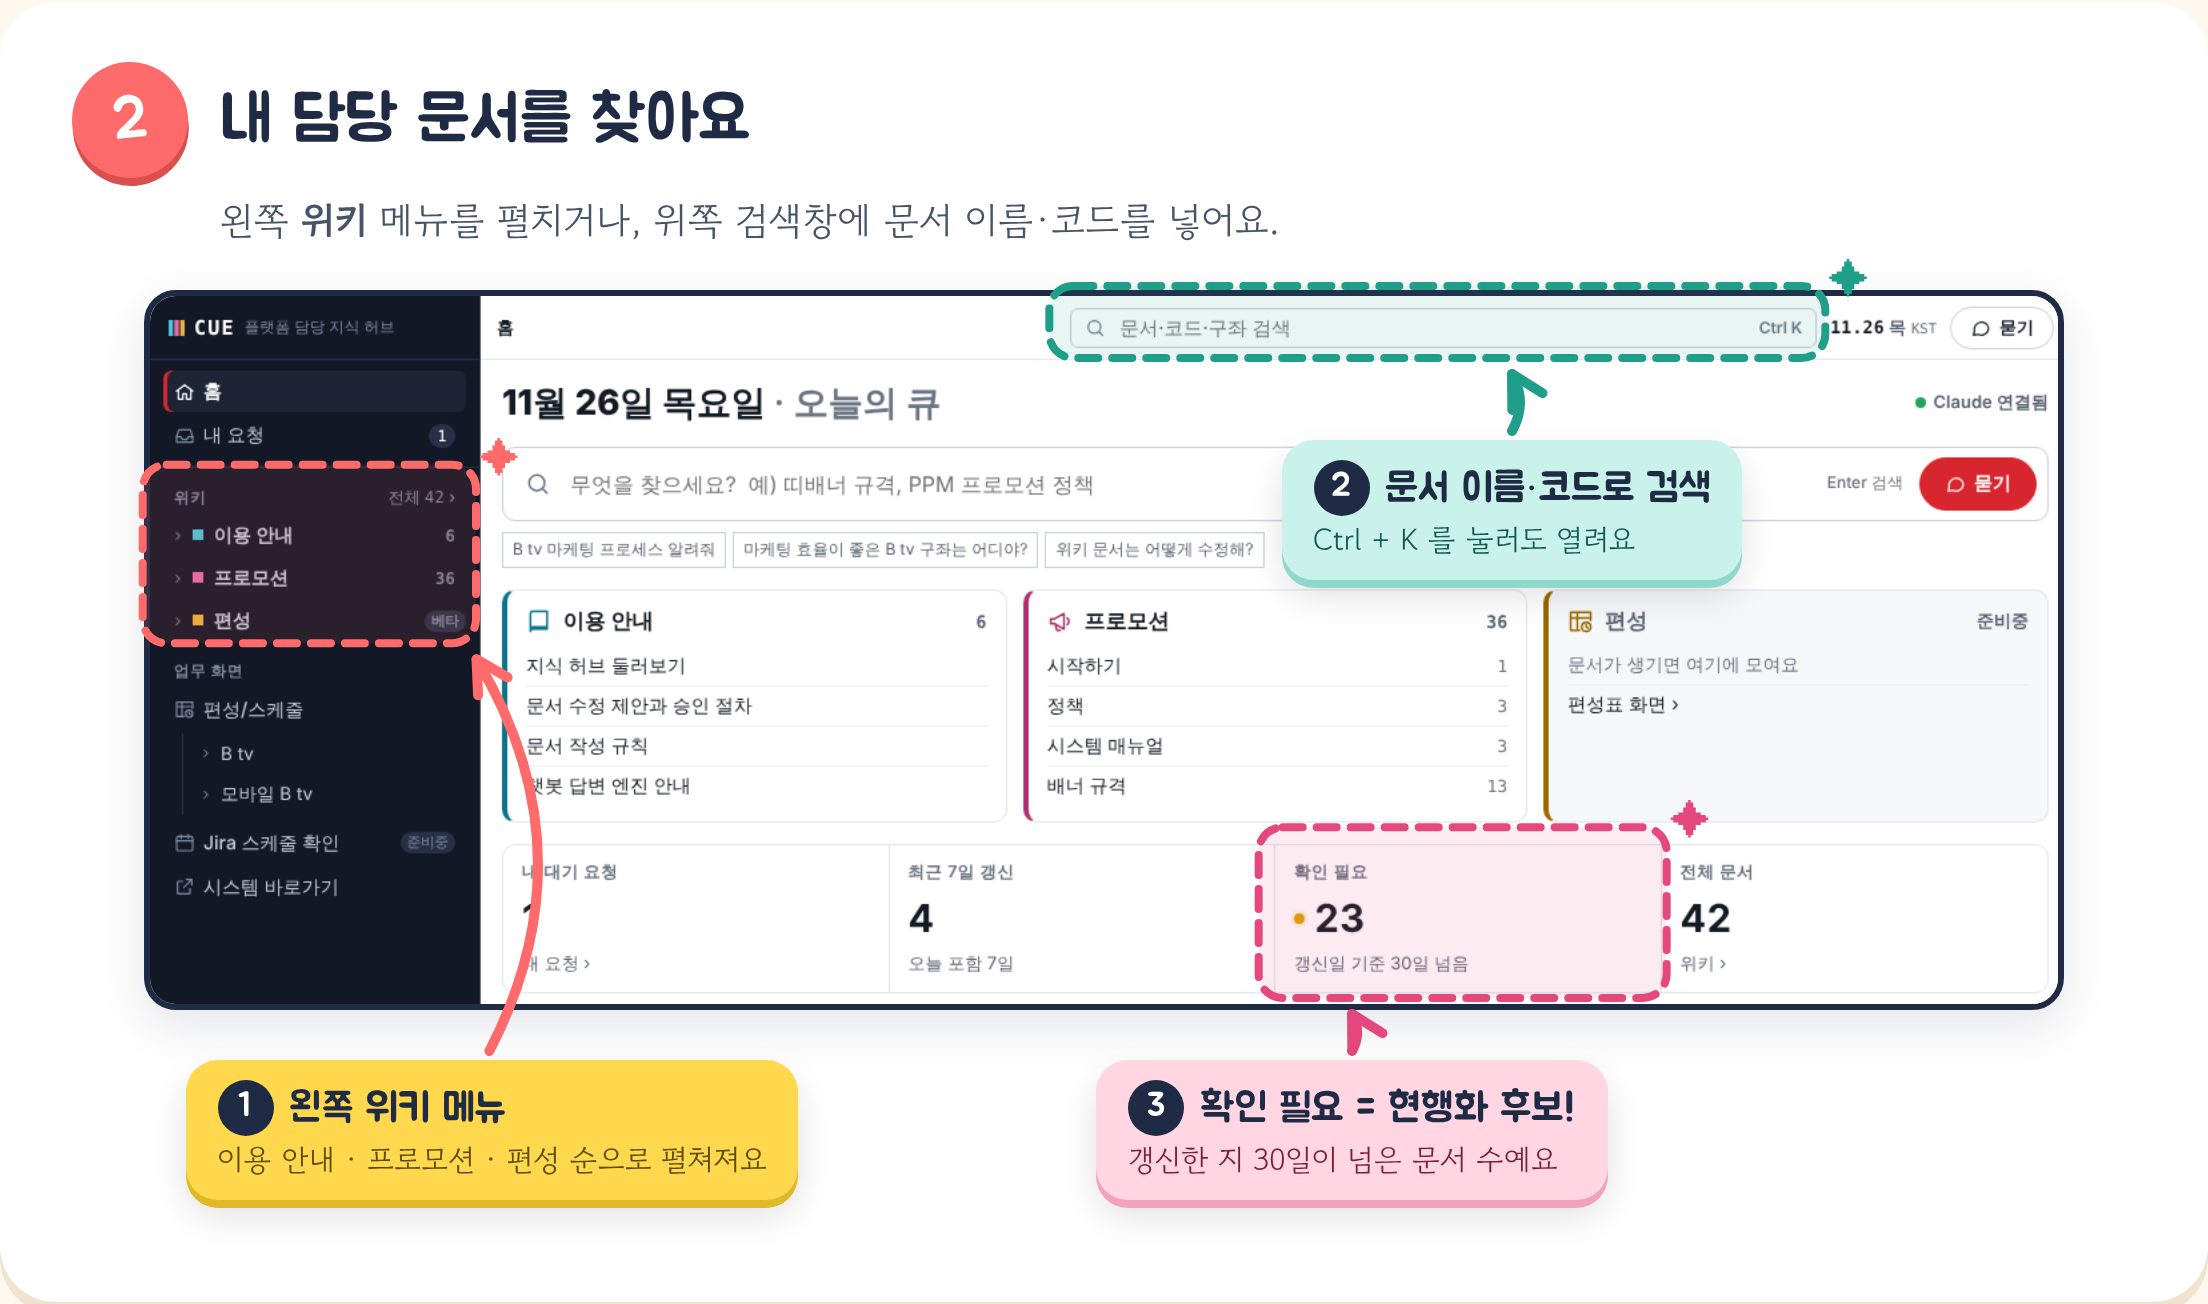 2
내 담당 문서를 찾아요
왼쪽 위키 메뉴를 펼치거나, 위쪽 검색창에 문서 이름·코드를 넣어요.
CUE 플랫폼 담당 지식 허브
홈
문서·코드·구좌 검색 Ctrl K
11.26 목 KST
묻기
홈
내 요청 1
위키 전체 42 ›
› 이용 안내 6
› 프로모션 36
› 편성 베타
업무 화면
편성/스케줄
› B tv
› 모바일 B tv
Jira 스케줄 확인 준비중
시스템 바로가기
11월 26일 목요일 · 오늘의 큐
Claude 연결됨
무엇을 찾으세요? 예) 띠배너 규격, PPM 프로모션 정책
Enter 검색
묻기
B tv 마케팅 프로세스 알려줘
마케팅 효율이 좋은 B tv 구좌는 어디야?
위키 문서는 어떻게 수정해?
2 문서 이름·코드로 검색
Ctrl + K 를 눌러도 열려요
이용 안내 6
지식 허브 둘러보기
문서 수정 제안과 승인 절차
문서 작성 규칙
답변 엔진 안내
프로모션 36
시작하기 1
정책 3
시스템 매뉴얼 3
배너 규격 13
편성 준비중
문서가 생기면 여기에 모여요
편성표 화면 ›
대기 요청
요청 ›
최근 7일 갱신
4
오늘 포함 7일
확인 필요
23
갱신일 기준 30일 넘음
전체 문서
42
위키 ›
1 왼쪽 위키 메뉴
이용 안내 · 프로모션 · 편성 순으로 펼쳐져요
3 확인 필요 = 현행화 후보!
갱신한 지 30일이 넘은 문서 수예요